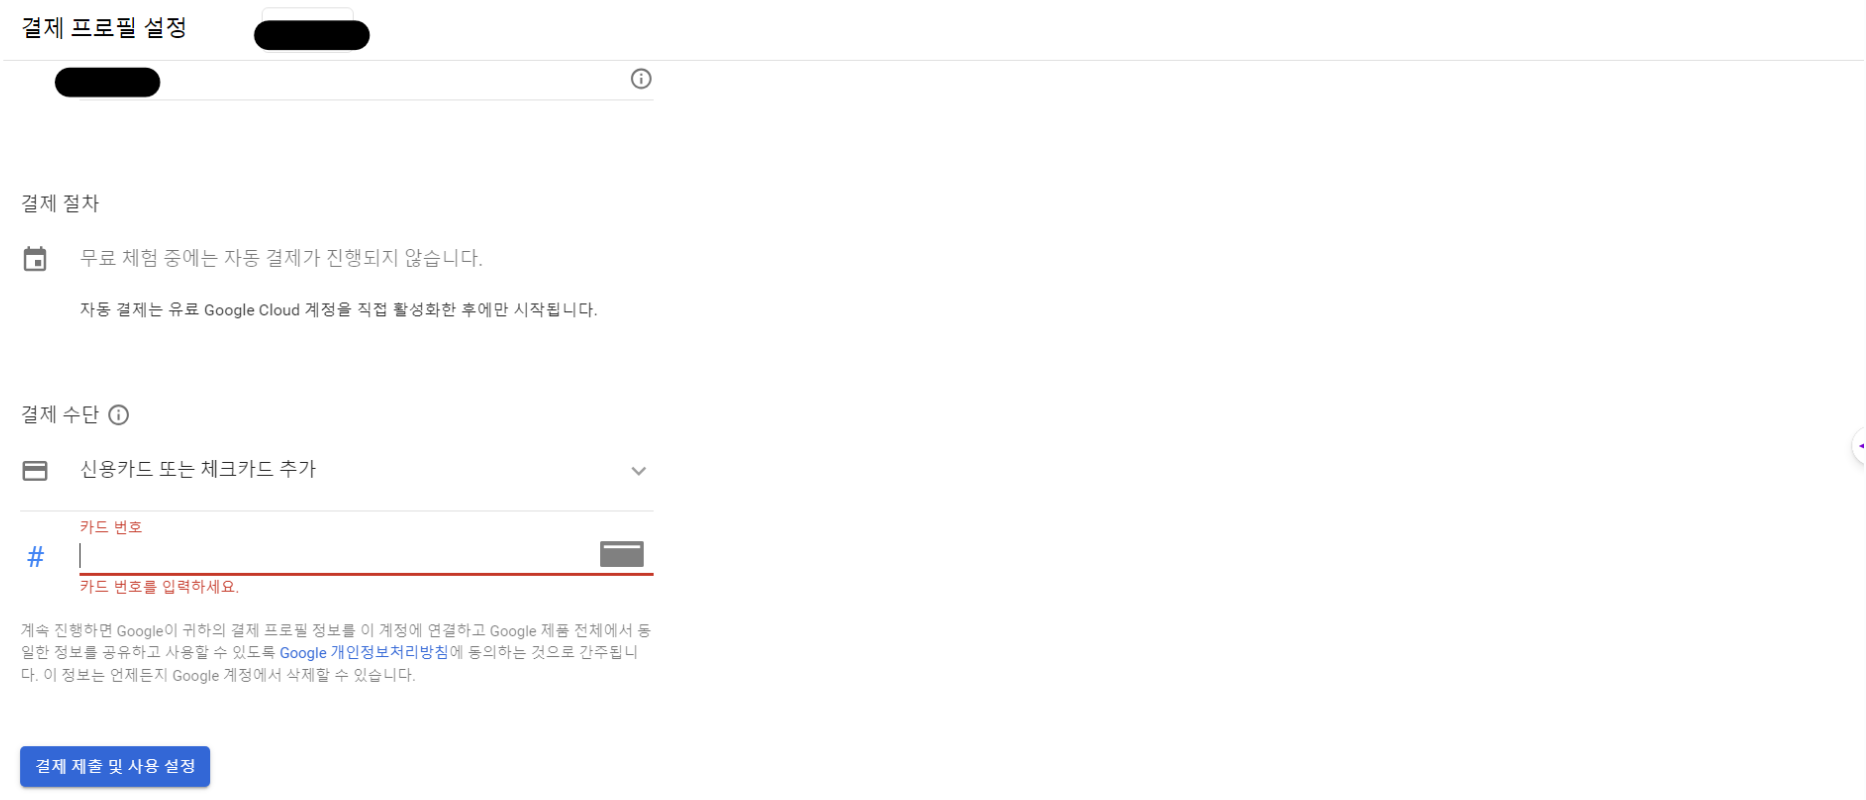 결제 프로필 설정
결제 절차
무료 체험 중에는 자동 결제가 진행되지 않습니다.
자동 결제는 유료 Google Cloud 계정을 직접 활성화한 후에만 시작됩니다.
결제 수단
신용카드 또는 체크카드 추가
카드 번호
#
카드 번호를 입력하세요.
계속 진행하면 Google이 귀하의 결제 프로필 정보를 이 계정에 연결하고 Google 제품 전체에서 동
일한 정보를 공유하고 사용할 수 있도록 Google 개인정보처리방침에 동의하는 것으로 간주됩니
다. 이 정보는 언제든지 Google 계정에서 삭제할 수 있습니다.
결제 제출 및 사용 설정